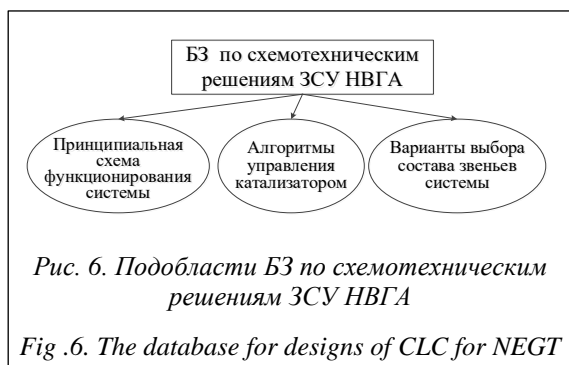 БЗ по схемотехническим
решениям ЗСУ НВГА
Принципиальная
схема
функционирования
системы
Алгоритмы
управления
катализатором
Варианты выбора
состава звеньев
системы
Рис. 6. Подобласти БЗ по схемотехническим
решениям ЗСУ НВГА
Fig .6. The database for designs of CLC for NEGT